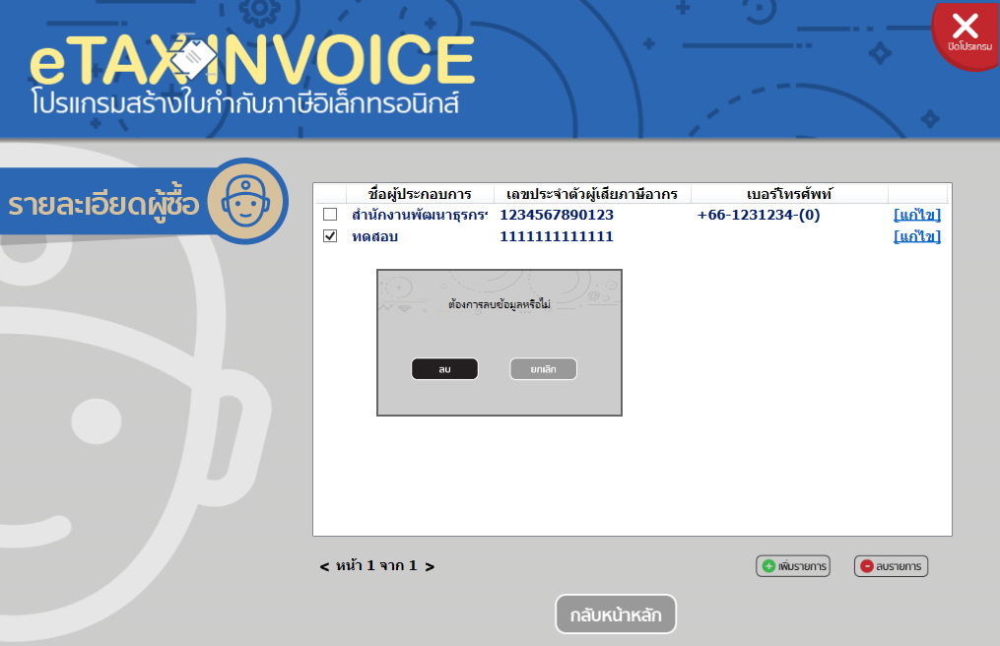 eTAX INVOICE
โปรแกรมสร้างใบกำกับภาษีอิเล็กทรอนิกส์
ปิดโปรแกรม
รายละเอียดผู้ซื้อ
ชื่อผู้ประกอบการ เลขประจำตัวผู้เสียภาษีอากร เบอร์โทรศัพท์
สำนักงานพัฒนาธุรกร 1234567890123 +66-1231234-(0) [แก้ไข]
ทดสอบ 1111111111111 [แก้ไข]
ต้องการลบข้อมูลหรือไม่
ลบ ยกเลิก
< หน้า 1 จาก 1 >
เพิ่มรายการ ลบรายการ
กลับหน้าหลัก